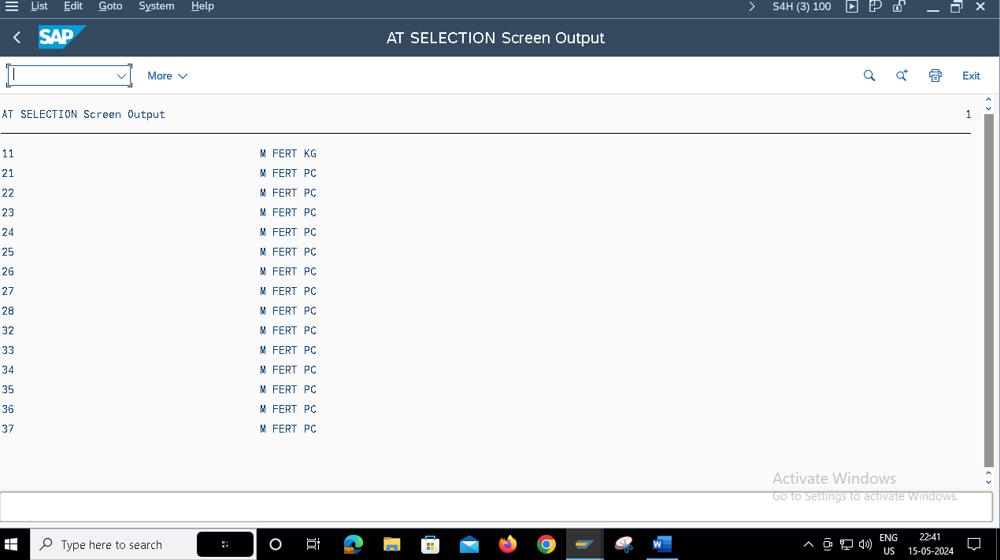 List Edit Goto System Help S4H (3) 100
SAP AT SELECTION Screen Output
More Exit
AT SELECTION Screen Output 1
11 M FERT KG
21 M FERT PC
22 M FERT PC
23 M FERT PC
24 M FERT PC
25 M FERT PC
26 M FERT PC
27 M FERT PC
28 M FERT PC
32 M FERT PC
33 M FERT PC
34 M FERT PC
35 M FERT PC
36 M FERT PC
37 M FERT PC
Activate Windows
Go to Settings to activate Windows.
Type here to search
ENG 22:41
US 15-05-2024